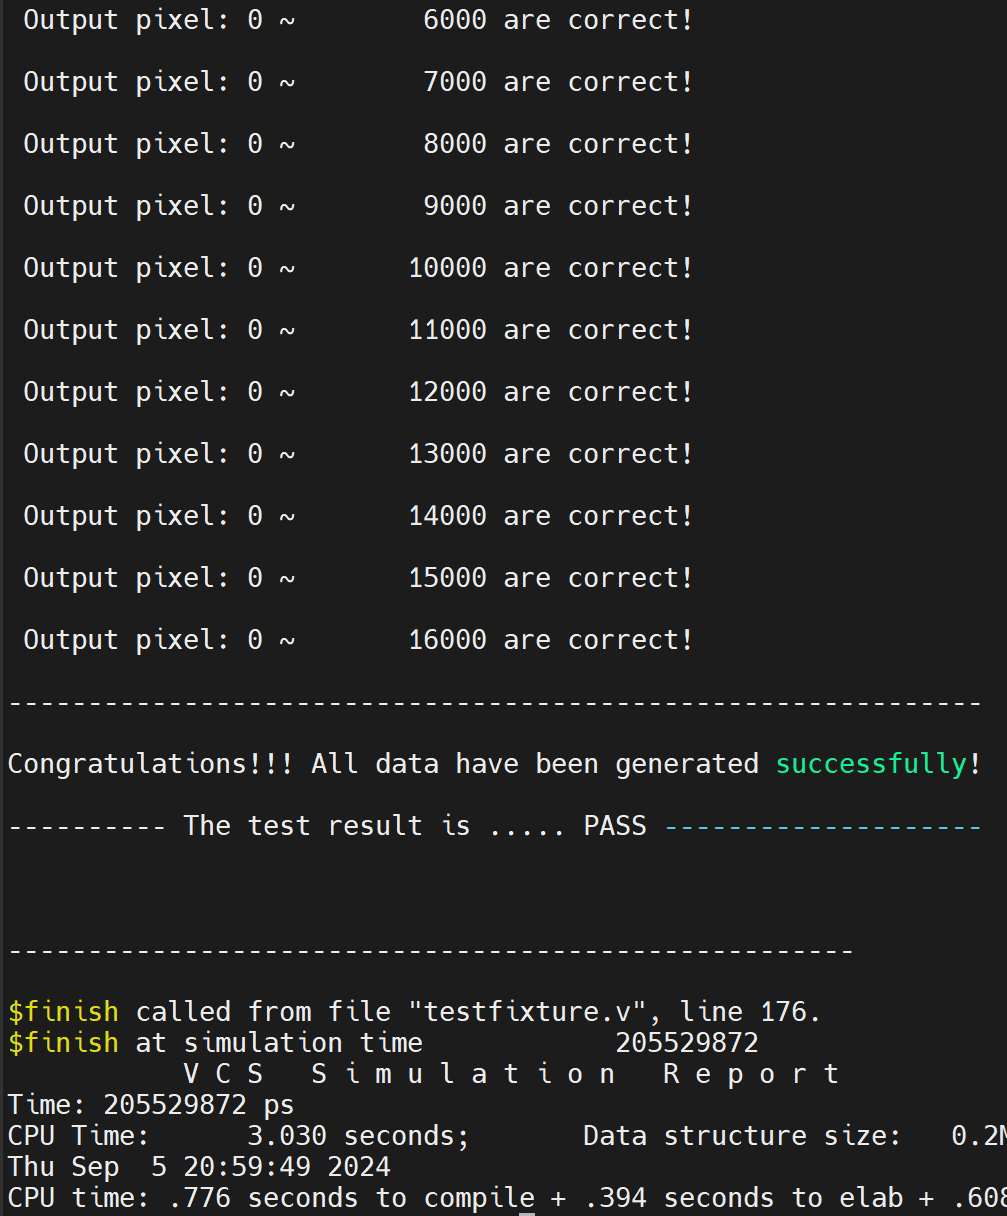 Output pixel: 0 ~        6000 are correct!
Output pixel: 0 ~        7000 are correct!
Output pixel: 0 ~        8000 are correct!
Output pixel: 0 ~        9000 are correct!
Output pixel: 0 ~       10000 are correct!
Output pixel: 0 ~       11000 are correct!
Output pixel: 0 ~       12000 are correct!
Output pixel: 0 ~       13000 are correct!
Output pixel: 0 ~       14000 are correct!
Output pixel: 0 ~       15000 are correct!
Output pixel: 0 ~       16000 are correct!
-------------------------------------------------------------
Congratulations!!! All data have been generated successfully!
---------- The test result is ..... PASS --------------------
-----------------------------------------------------
$finish called from file "testfixture.v", line 176.
$finish at simulation time            205529872
           V C S   S i m u l a t i o n   R e p o r t
Time: 205529872 ps
CPU Time:      3.030 seconds;       Data structure size:   0.2M
Thu Sep  5 20:59:49 2024
CPU time: .776 seconds to compile + .394 seconds to elab + .608